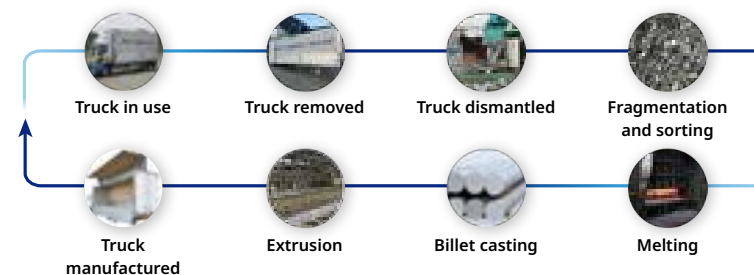 Truck in use
Truck removed
Truck dismantled
Fragmentation
and sorting
Truck
manufactured
Extrusion
Billet casting
Melting